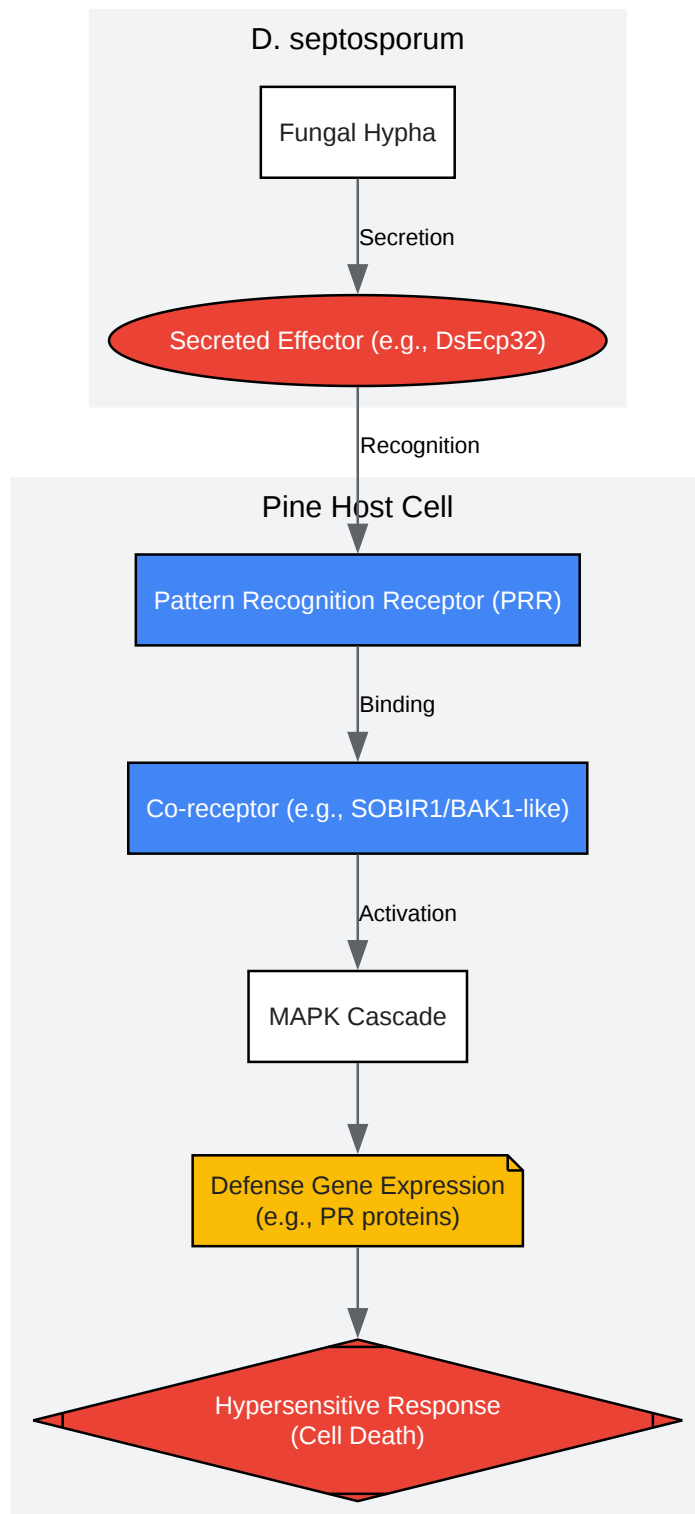 D. septosporum
Fungal Hypha
Secretion
Secreted Effector (e.g., DsEcp32)
Recognition
Pine Host Cell
Pattern Recognition Receptor (PRR)
Binding
Co-receptor (e.g., SOBIR1/BAK1-like)
Activation
MAPK Cascade
Defense Gene Expression
(e.g., PR proteins)
Hypersensitive Response
(Cell Death)